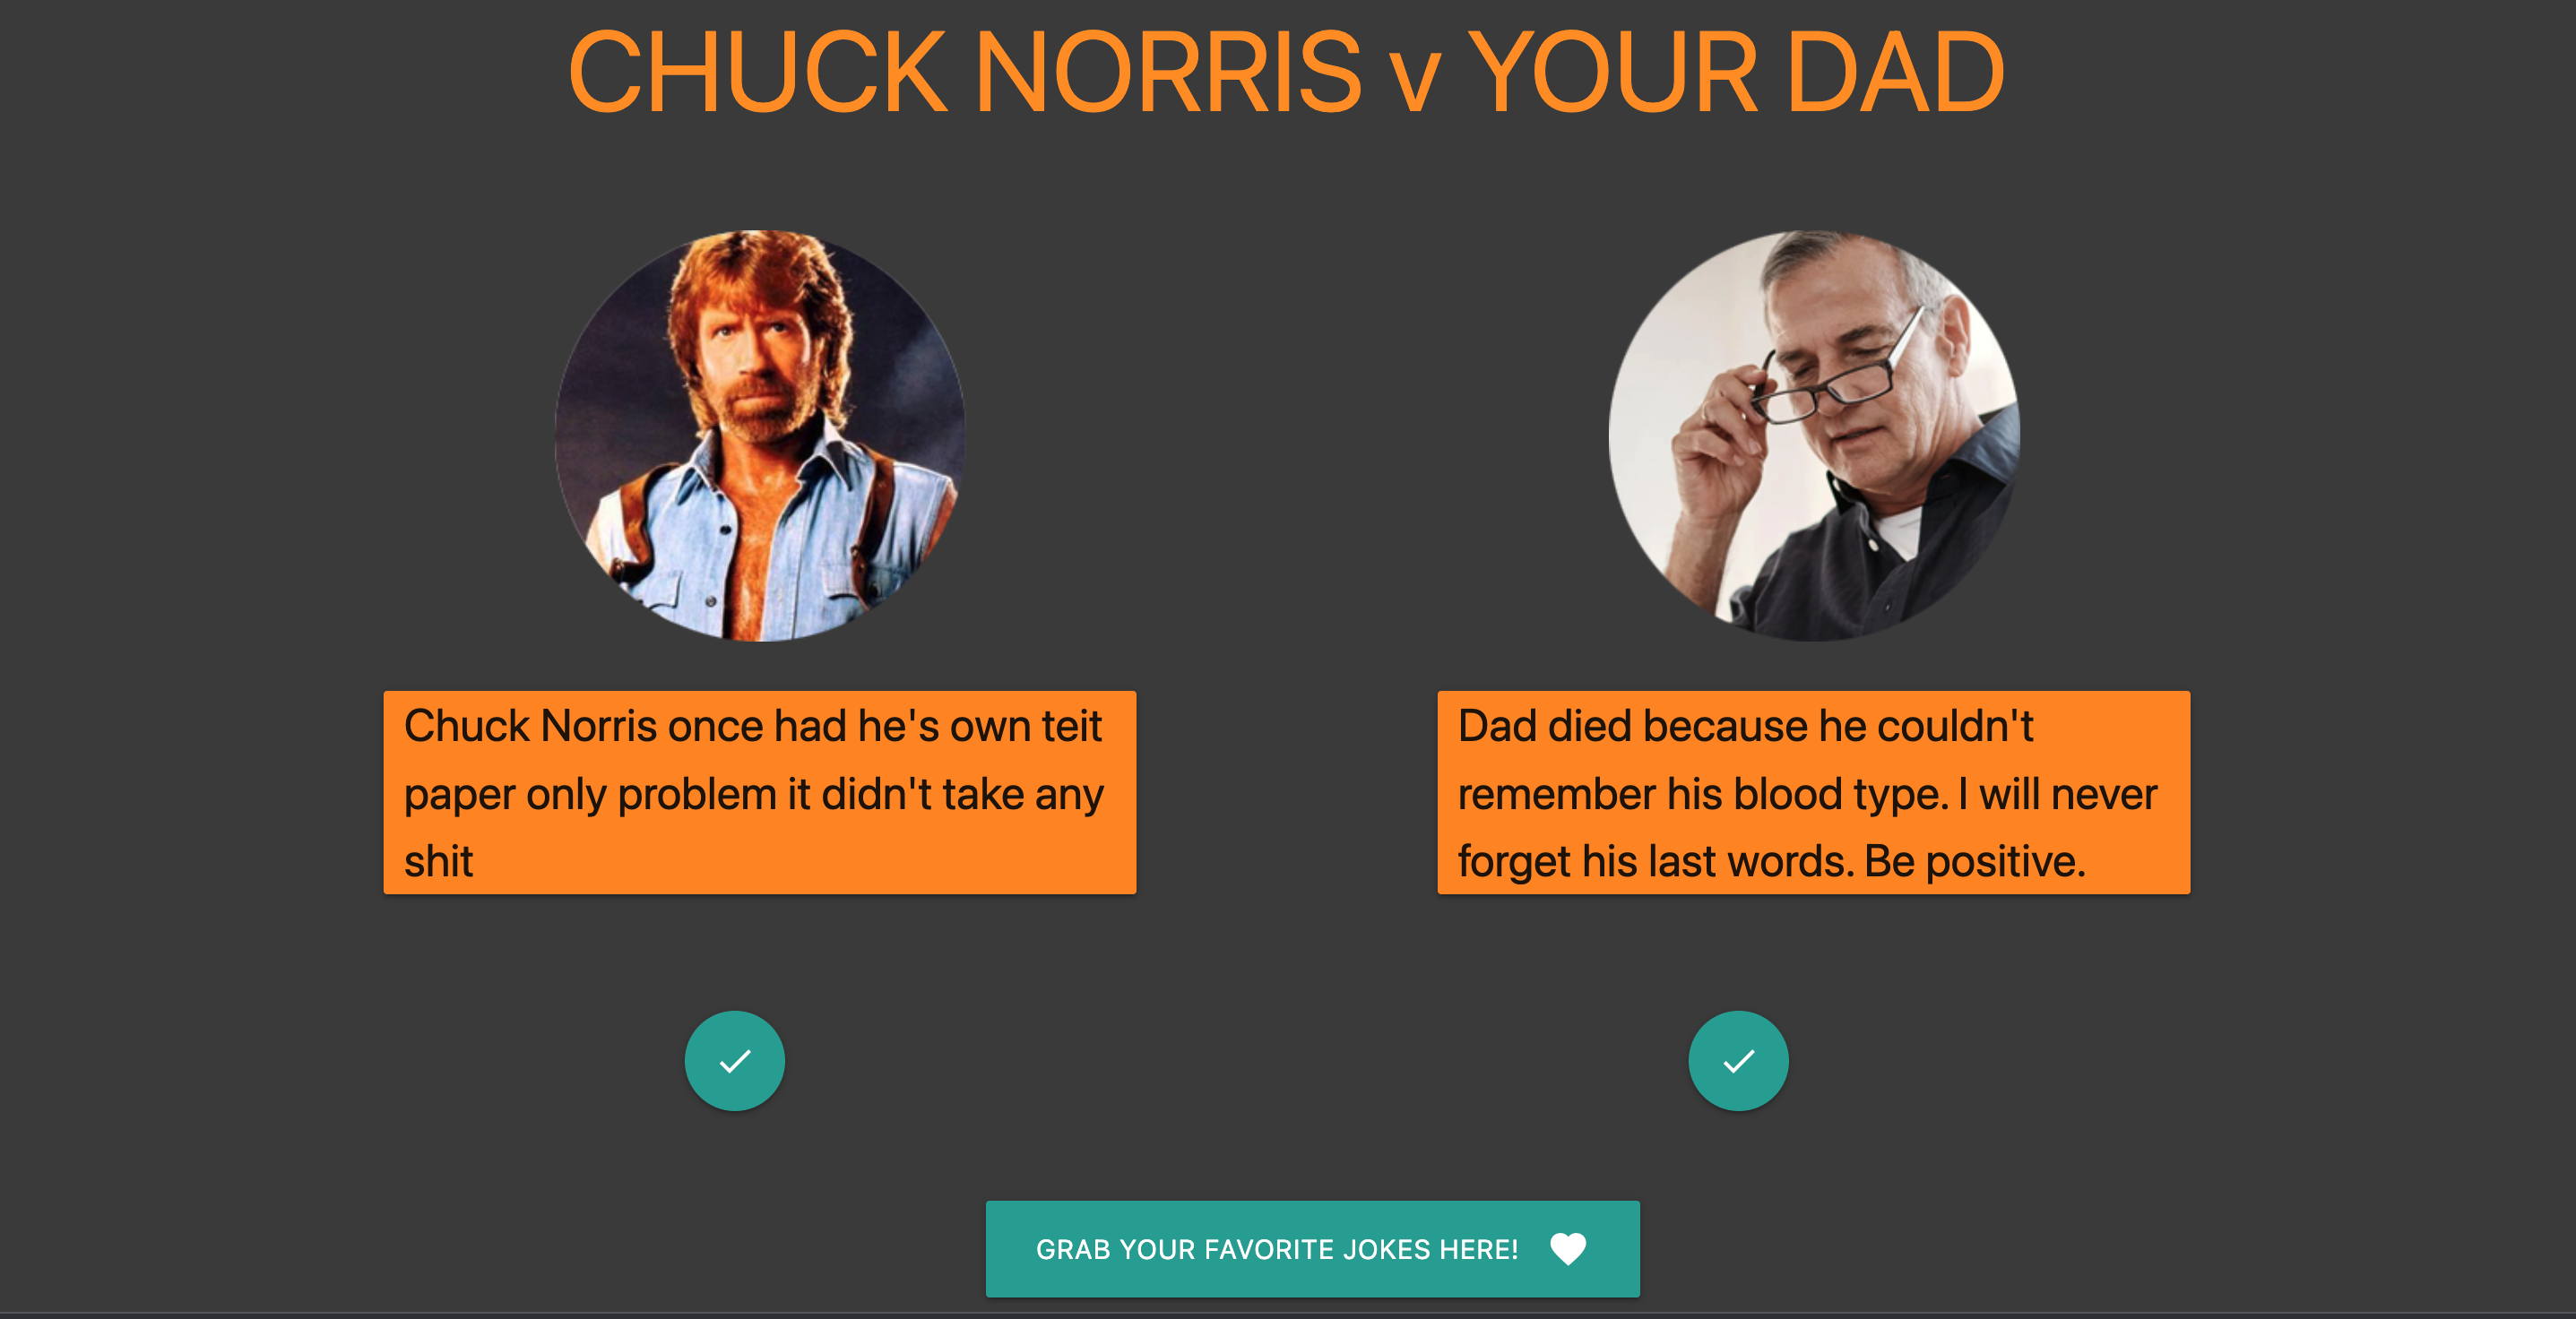 CHUCK NORRIS v YOUR DAD
Chuck Norris once had he's own teit
paper only problem it didn't take any
shit
Dad died because he couldn't
remember his blood type. I will never
forget his last words. Be positive.
GRAB YOUR FAVORITE JOKES HERE!